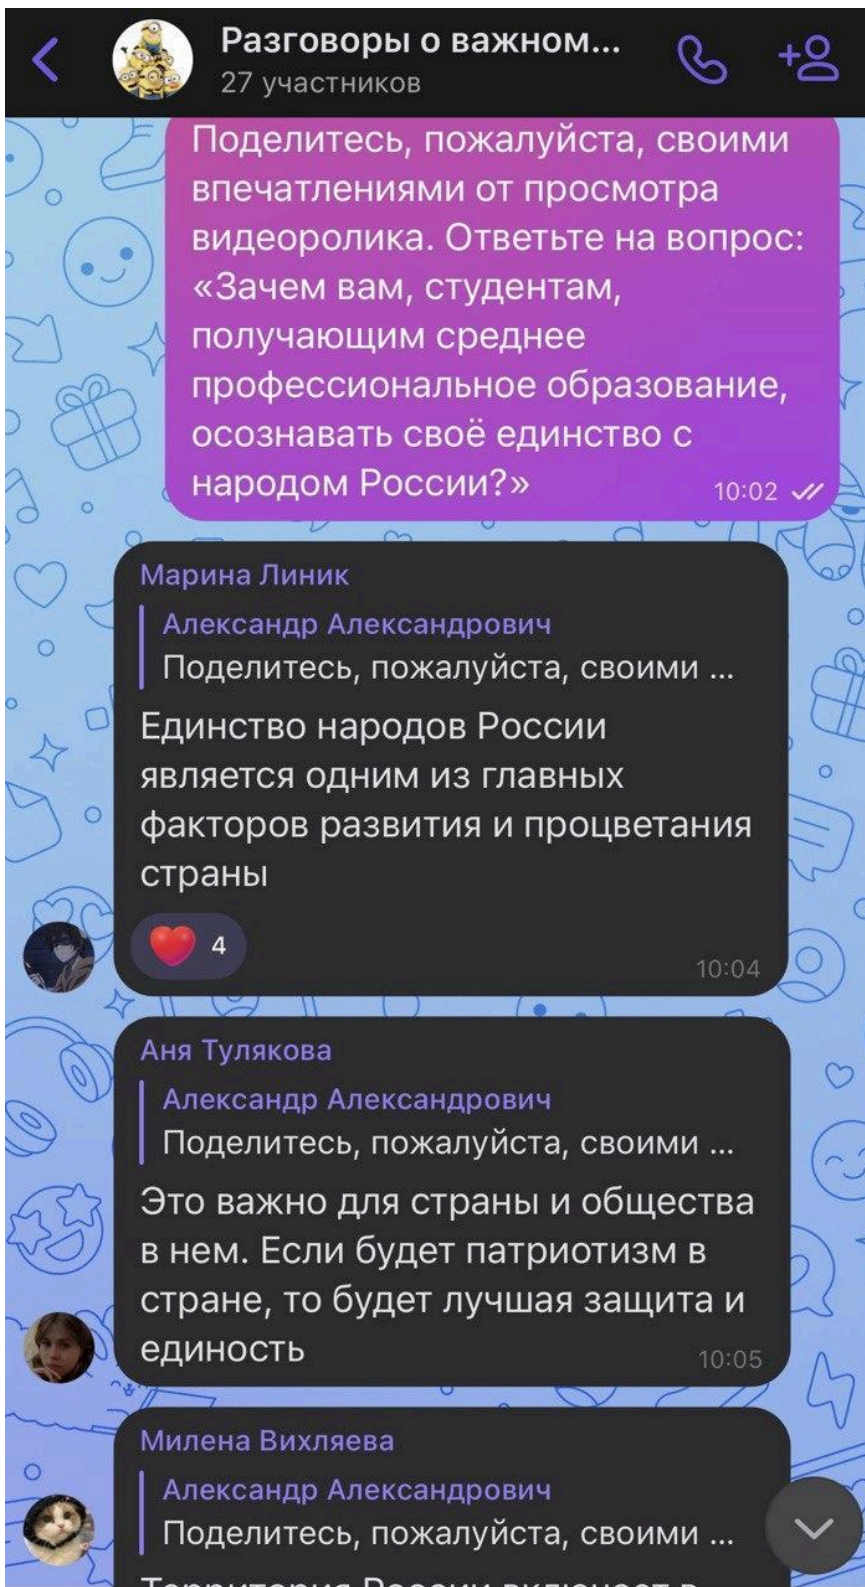 Разговоры о важном...
27 участников
Поделитесь, пожалуйста, своими
впечатлениями от просмотра
видеоролика. Ответьте на вопрос:
«Зачем вам, студентам,
получающим среднее
профессиональное образование,
осознавать своё единство с
народом России?»
10:02
Марина Линик
Александр Александрович
Поделитесь, пожалуйста, своими ...
Единство народов России
является одним из главных
факторов развития и процветания
страны
4
10:04
Аня Тулякова
Александр Александрович
Поделитесь, пожалуйста, своими ...
Это важно для страны и общества
в нем. Если будет патриотизм в
стране, то будет лучшая защита и
единость
10:05
Милена Вихляева
Александр Александрович
Поделитесь, пожалуйста, своими ...
Территория России включает в